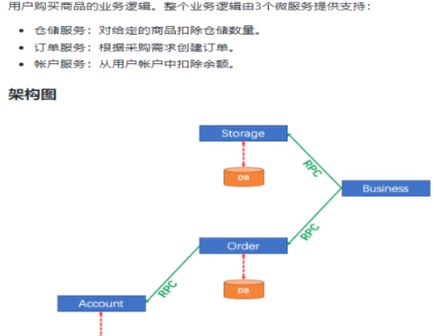 用户购买商品的业务逻辑。整个业务逻辑由3个微服务提供支持：
仓储服务：对给定的商品扣除仓储数量。
订单服务：根据采购需求创建订单。
帐户服务：从用户帐户中扣除余额。
架构图
Storage
RPC
DB
Business
Order
RPC
RPC
DB
Account